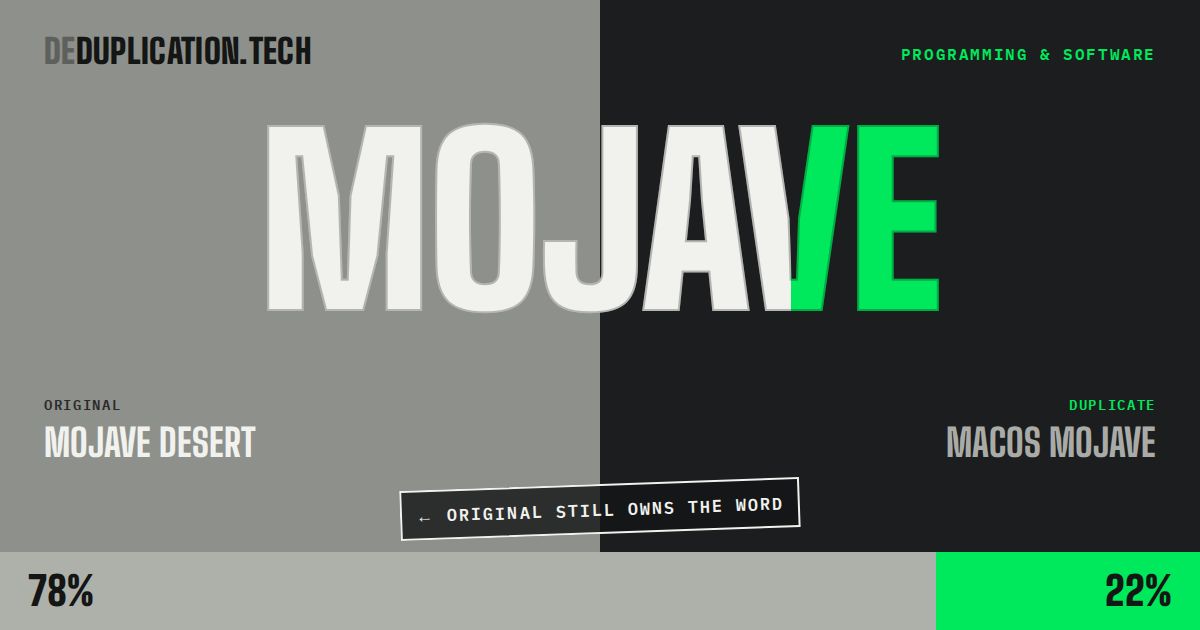 DEDUPLICATION.TECH
PROGRAMMING & SOFTWARE
MOJAVE
ORIGINAL
MOJAVE DESERT
DUPLICATE
MACOS MOJAVE
← ORIGINAL STILL OWNS THE WORD
78%
22%